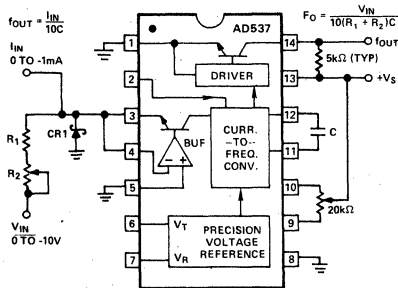 fOUT = IIN / 10C
FO = VIN / 10(R1 + R2)C
AD537
IIN
0 TO -1mA
1
14
fOUT
5kΩ (TYP)
DRIVER
2
13
+VS
3
12
CR1
BUF
CURR.
-TO-
FREQ.
CONV.
C
R1
4
11
R2
- +
5
10
20kΩ
VIN
0 TO -10V
6
VT
PRECISION
VOLTAGE
REFERENCE
9
7
VR
8